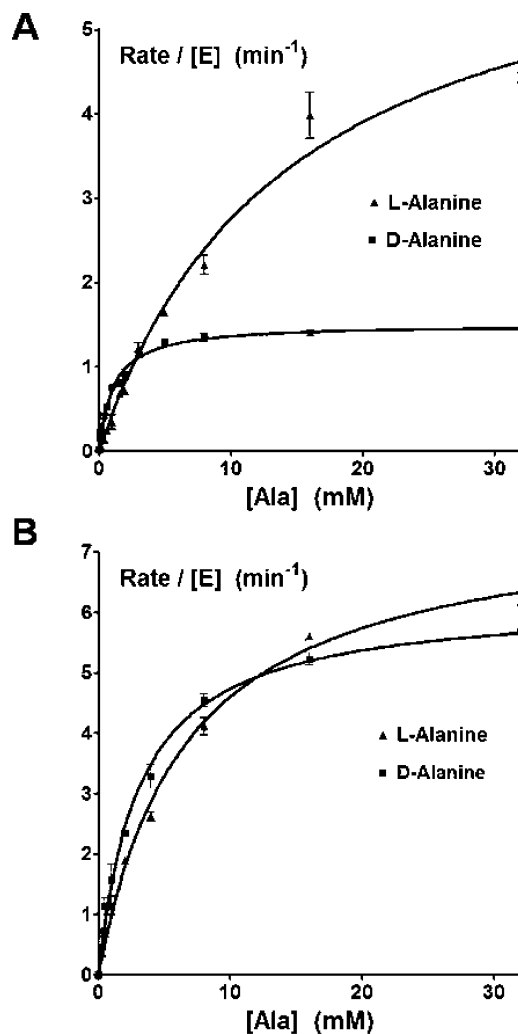 A
Rate / [E] (min-1)
5
4
3
2
1
0
L-Alanine
D-Alanine
0 10 20 30
[Ala] (mM)
B
Rate / [E] (min-1)
7
6
5
4
3
2
1
0
L-Alanine
D-Alanine
0 10 20 30
[Ala] (mM)